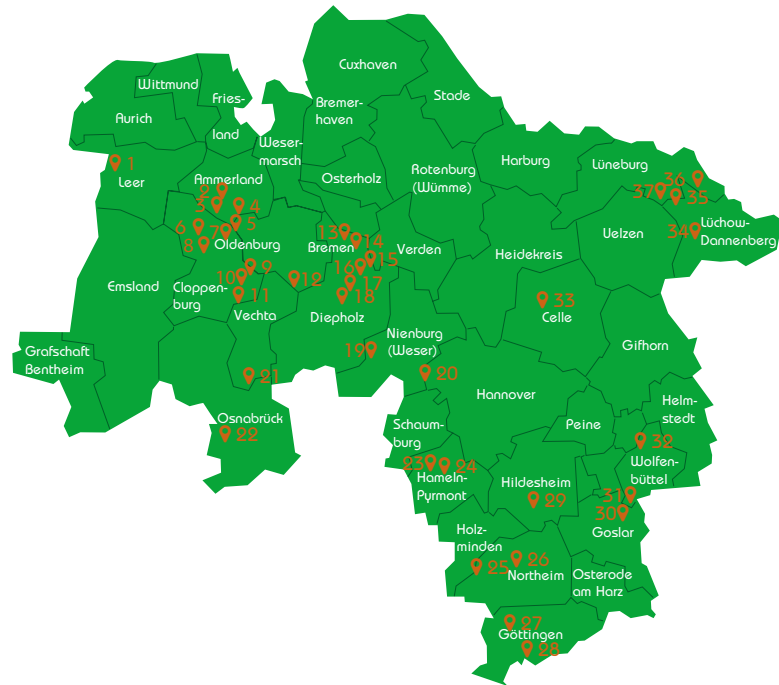 Cuxhaven
Wittmund
Stade
Fries-
land
Bremer-
haven
Aurich
Weser-
marsch
Harburg
Lüneburg
1
Leer
Ammerland
Osterholz
Rotenburg
(Wümme)
36
37
35
2
3
4
6
7
5
8
Oldenburg
13
14
Bremen
Verden
Uelzen
34
Lüchow-
Dannenberg
15
16
Heidekreis
9
10
12
17
18
11
Emsland
Cloppen-
burg
Vechta
Diepholz
33
Celle
Nienburg
(Weser)
19
Gifhorn
Grafschaft
Bentheim
21
20
Hannover
Osnabrück
22
Schaum-
burg
Peine
Helm-
stedt
32
23
24
Hameln-
Pyrmont
Wolfen-
büttel
Hildesheim
29
31
30
Goslar
Holz-
minden
25
26
Northeim
Osterode
am Harz
27
Göttingen
28